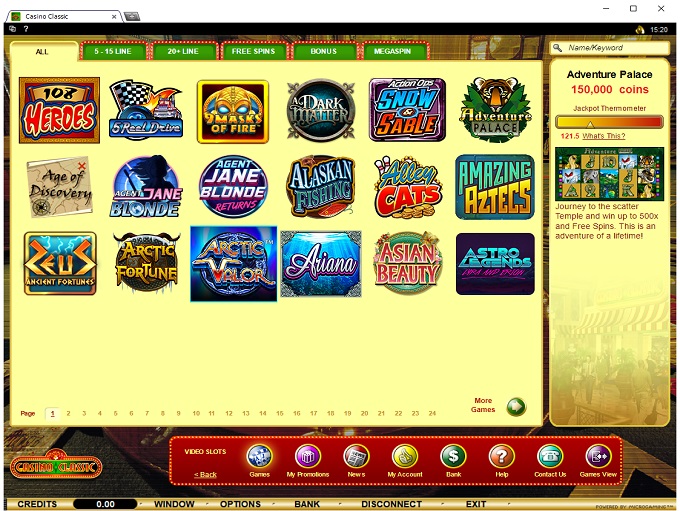 Casino Classic
15:20
ALL
5 - 15 LINE
20+ LINE
FREE SPINS
BONUS
MEGASPIN
Name/Keyword
108
HEROES
5 Reel Drive
9 MASKS
OF FIRE
A DARK
MATTER
Action Ops
SNOW
&
SABLE
Adventure
PALACE
Age of
Discovery
AGENT JANE
BLONDE
AGENT
JANE
BLONDE
RETURNS
ALASKAN
FISHING
Alley
CATS
AMAZING
AZTECS
ZEUS
ANCIENT FORTUNES
ARCTIC
FORTUNE
ARCTIC
VALOR
Ariana
ASIAN
BEAUTY
ASTRO
LEGENDS
LYRA AND ERION
Adventure Palace
150,000 coins
Jackpot Thermometer
121.5 What's This?
Adventure
Journey to the scatter
Temple and win up to 500x
and Free Spins. This is an
adventure of a lifetime!
Page 1 2 3 4 5 6 7 8 9 10 11 12 13 14 15 16 17 18 19 20 21 22 23 24
More
Games
CASINO CLASSIC
VIDEO SLOTS
< Back
Games
My Promotions
News
My Account
Bank
Help
Contact Us
Games View
CREDITS 0.00 WINDOW OPTIONS BANK DISCONNECT EXIT
POWERED BY MICROGAMING™